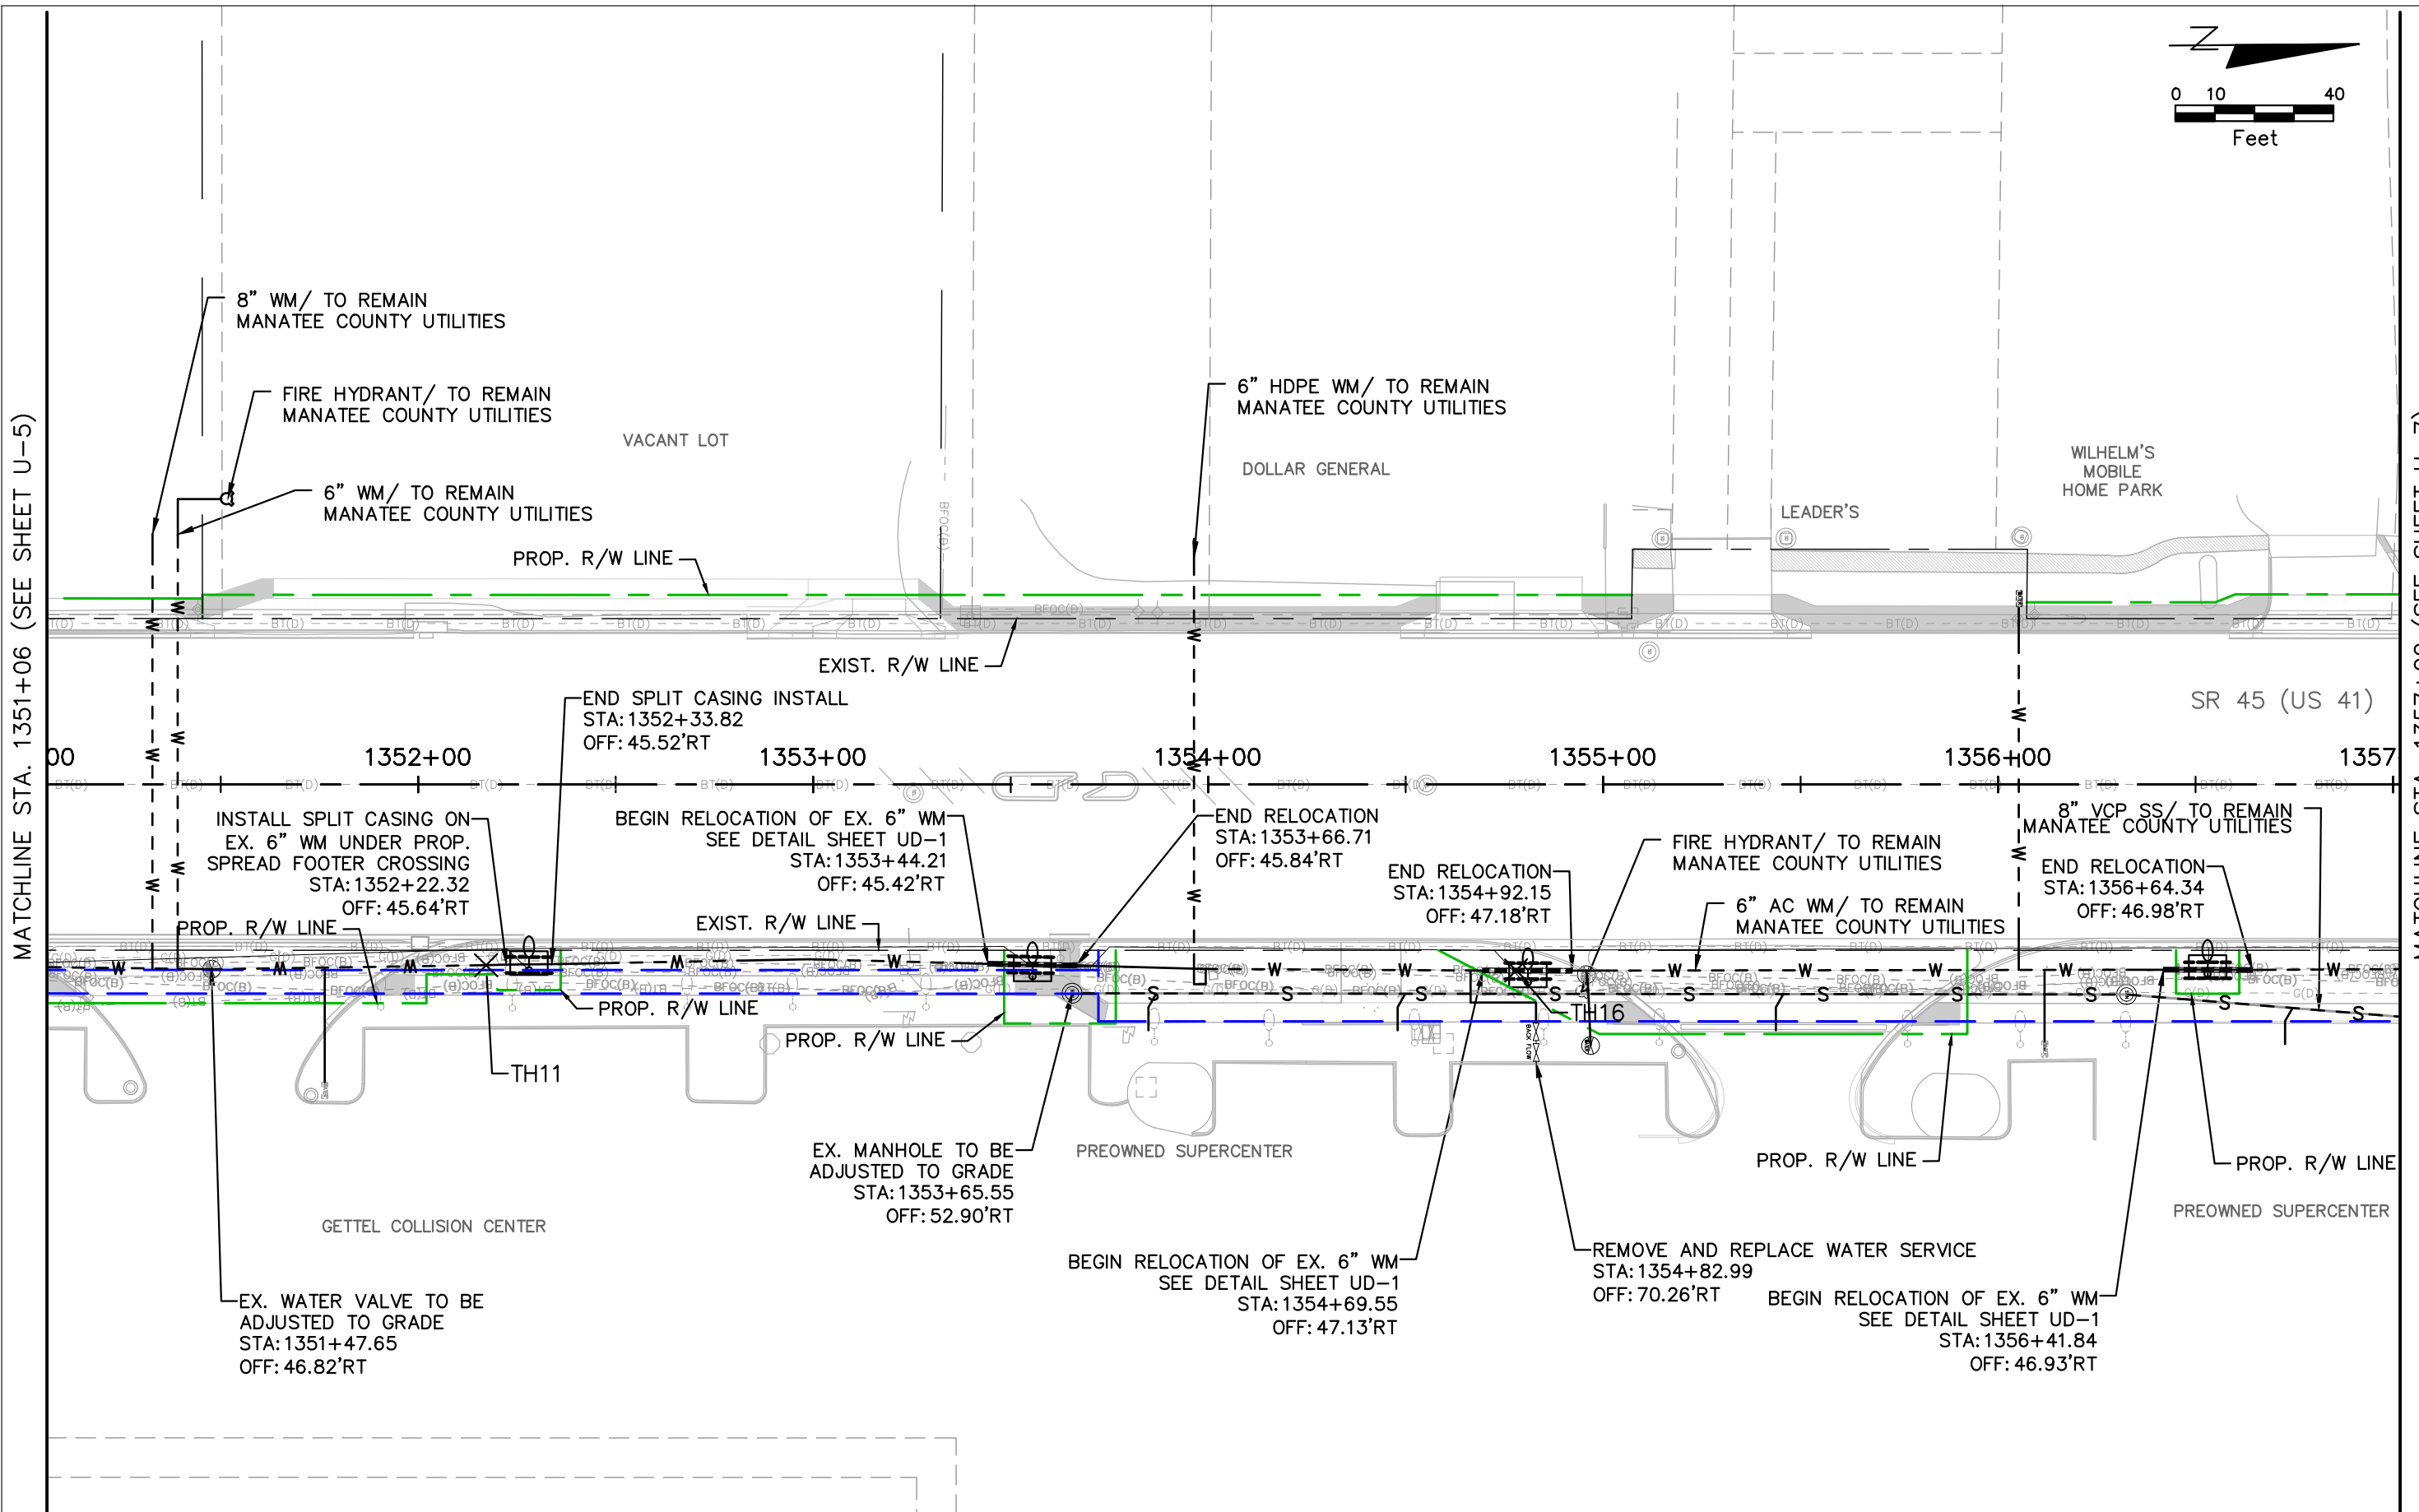 MATCHLINE STA. 1351+06 (SEE SHEET U-5)
N
0 10 40
Feet
8" WM/ TO REMAIN
MANATEE COUNTY UTILITIES
FIRE HYDRANT/ TO REMAIN
MANATEE COUNTY UTILITIES
6" WM/ TO REMAIN
MANATEE COUNTY UTILITIES
VACANT LOT
6" HDPE WM/ TO REMAIN
MANATEE COUNTY UTILITIES
DOLLAR GENERAL
WILHELM'S
MOBILE
HOME PARK
LEADER'S
PROP. R/W LINE
EXIST. R/W LINE
SR 45 (US 41)
END SPLIT CASING INSTALL
STA:1352+33.82
OFF:45.52'RT
00
1352+00
1353+00
1354+00
1355+00
1356+00
1357
INSTALL SPLIT CASING ON
EX. 6" WM UNDER PROP.
SPREAD FOOTER CROSSING
STA:1352+22.32
OFF:45.64'RT
BEGIN RELOCATION OF EX. 6" WM
SEE DETAIL SHEET UD-1
STA:1353+44.21
OFF:45.42'RT
END RELOCATION
STA:1353+66.71
OFF:45.84'RT
END RELOCATION
STA:1354+92.15
OFF:47.18'RT
FIRE HYDRANT/ TO REMAIN
MANATEE COUNTY UTILITIES
6" AC WM/ TO REMAIN
MANATEE COUNTY UTILITIES
8" VCP SS/ TO REMAIN
MANATEE COUNTY UTILITIES
END RELOCATION
STA:1356+64.34
OFF:46.98'RT
PROP. R/W LINE
EXIST. R/W LINE
PROP. R/W LINE
PROP. R/W LINE
TH11
TH16
BACK FLOW
EX. MANHOLE TO BE
ADJUSTED TO GRADE
STA:1353+65.55
OFF:52.90'RT
PREOWNED SUPERCENTER
PROP. R/W LINE
PROP. R/W LINE
GETTEL COLLISION CENTER
PREOWNED SUPERCENTER
EX. WATER VALVE TO BE
ADJUSTED TO GRADE
STA:1351+47.65
OFF:46.82'RT
BEGIN RELOCATION OF EX. 6" WM
SEE DETAIL SHEET UD-1
STA:1354+69.55
OFF:47.13'RT
REMOVE AND REPLACE WATER SERVICE
STA:1354+82.99
OFF:70.26'RT
BEGIN RELOCATION OF EX. 6" WM
SEE DETAIL SHEET UD-1
STA:1356+41.84
OFF:46.93'RT